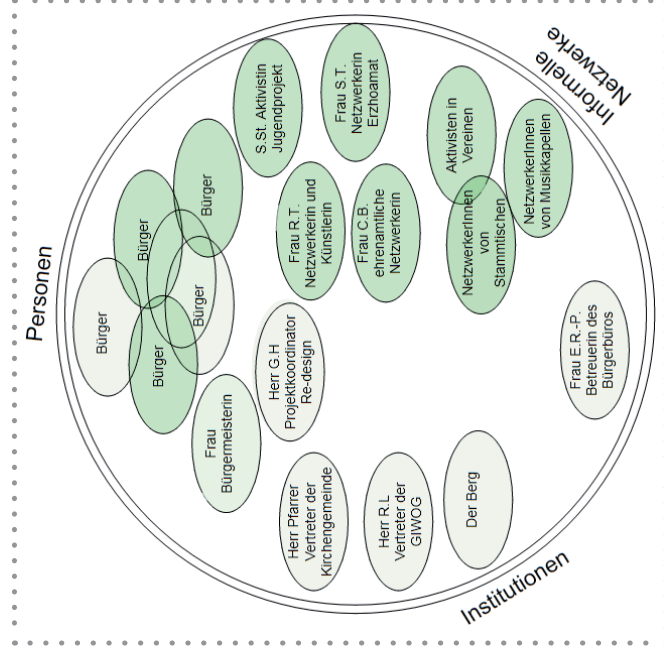 Personen
Informelle
Netzwerke
Institutionen
Bürger
Bürger
Bürger
Bürger
Bürger
S.St. Aktivistin
Jugendprojekt
Frau S.T.
Netzwerkerin
Erzhoamat
Frau R.T.
Netzwerkerin und
Künstlerin
Frau C.B.
ehrenamtliche
Netzwerkerin
Aktivisten in
Vereinen
NetzwerkerInnen
von
Stammtischen
NetzwerkerInnen
von Musikkapellen
Herr G.H
Projektkoordinator
Re-design
Frau
Bürgermeisterin
Herr Pfarrer
Vertreter der
Kirchengemeinde
Herr R.L
Vertreter der
GIWOG
Der Berg
Frau E.R.-P.
Betreuerin des
Bürgerbüros